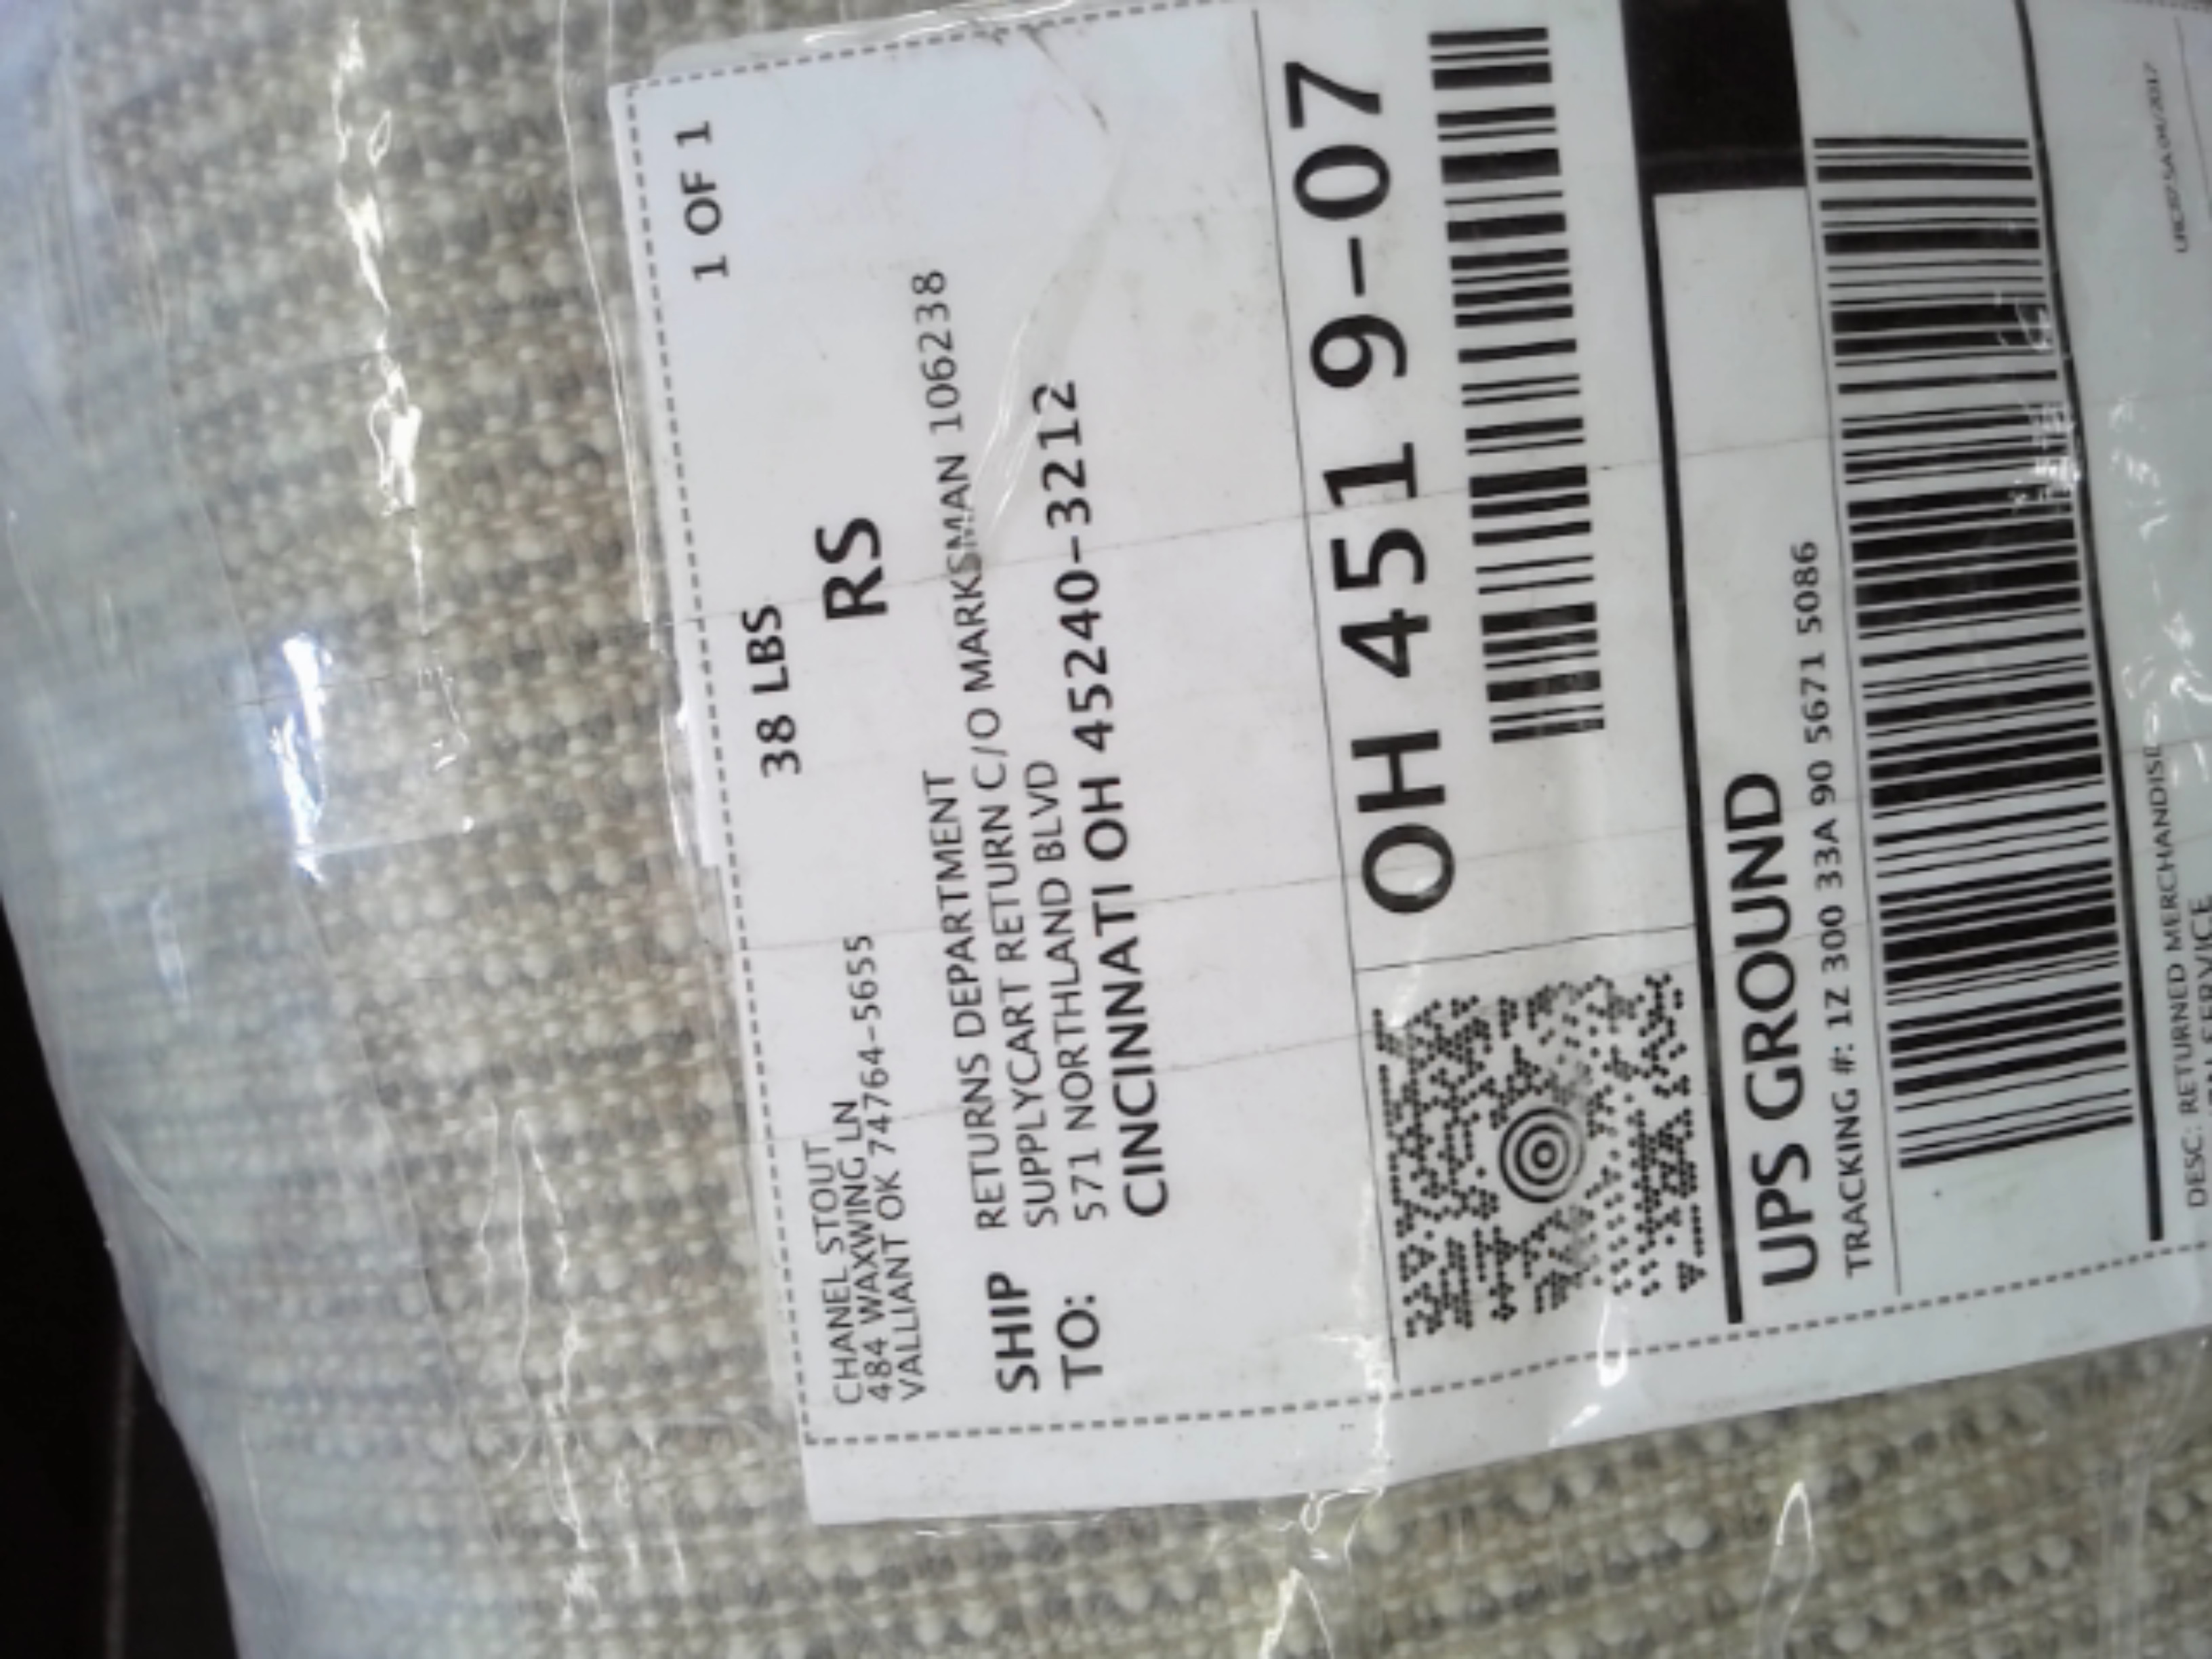 1 OF 1
38 LBS
RS
CHANEL STOUT
484 WAXWING LN
VALLIANT OK 74764-5655
SHIP
TO:
RETURNS DEPARTMENT
SUPPLYCART RETURN C/O MARKSMAN 106238
571 NORTHLAND BLVD
CINCINNATI OH 45240-3212
OH 451 9-07
UPS GROUND
TRACKING #: 1Z 300 33A 90 5671 5086
DESC: RETURNED MERCHANDISE